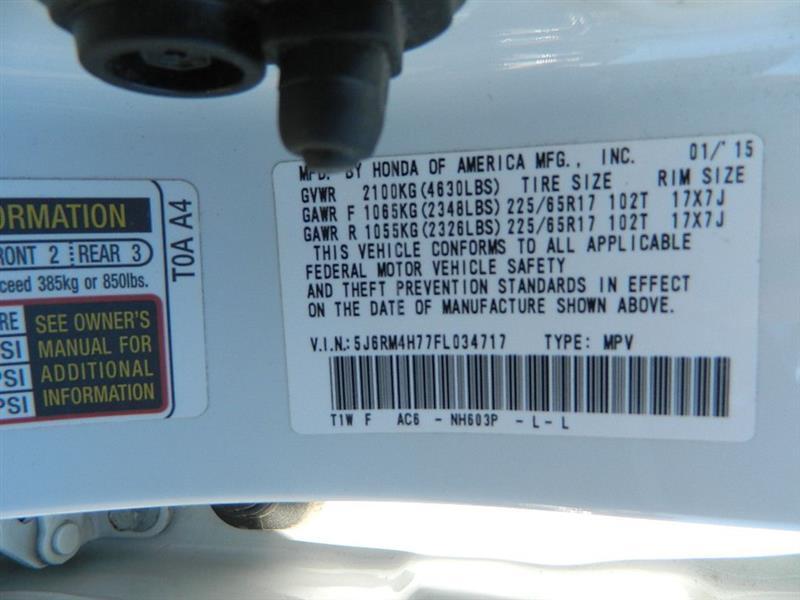 ORMATION
RONT 2 REAR 3
ceed 385kg or 850lbs.
RE
PSI
PSI
PSI
SEE OWNER'S
MANUAL FOR
ADDITIONAL
INFORMATION
T0A A4
MFD. BY HONDA OF AMERICA MFG., INC. 01/'15
GVWR 2100KG(4630LBS) TIRE SIZE RIM SIZE
GAWR F 1065KG(2348LBS) 225/65R17 102T 17X7J
GAWR R 1055KG(2326LBS) 225/65R17 102T 17X7J
THIS VEHICLE CONFORMS TO ALL APPLICABLE
FEDERAL MOTOR VEHICLE SAFETY
AND THEFT PREVENTION STANDARDS IN EFFECT
ON THE DATE OF MANUFACTURE SHOWN ABOVE.
V.I.N.: 5J6RM4H77FL034717 TYPE: MPV
T1W F AC6 - NH603P - L - L